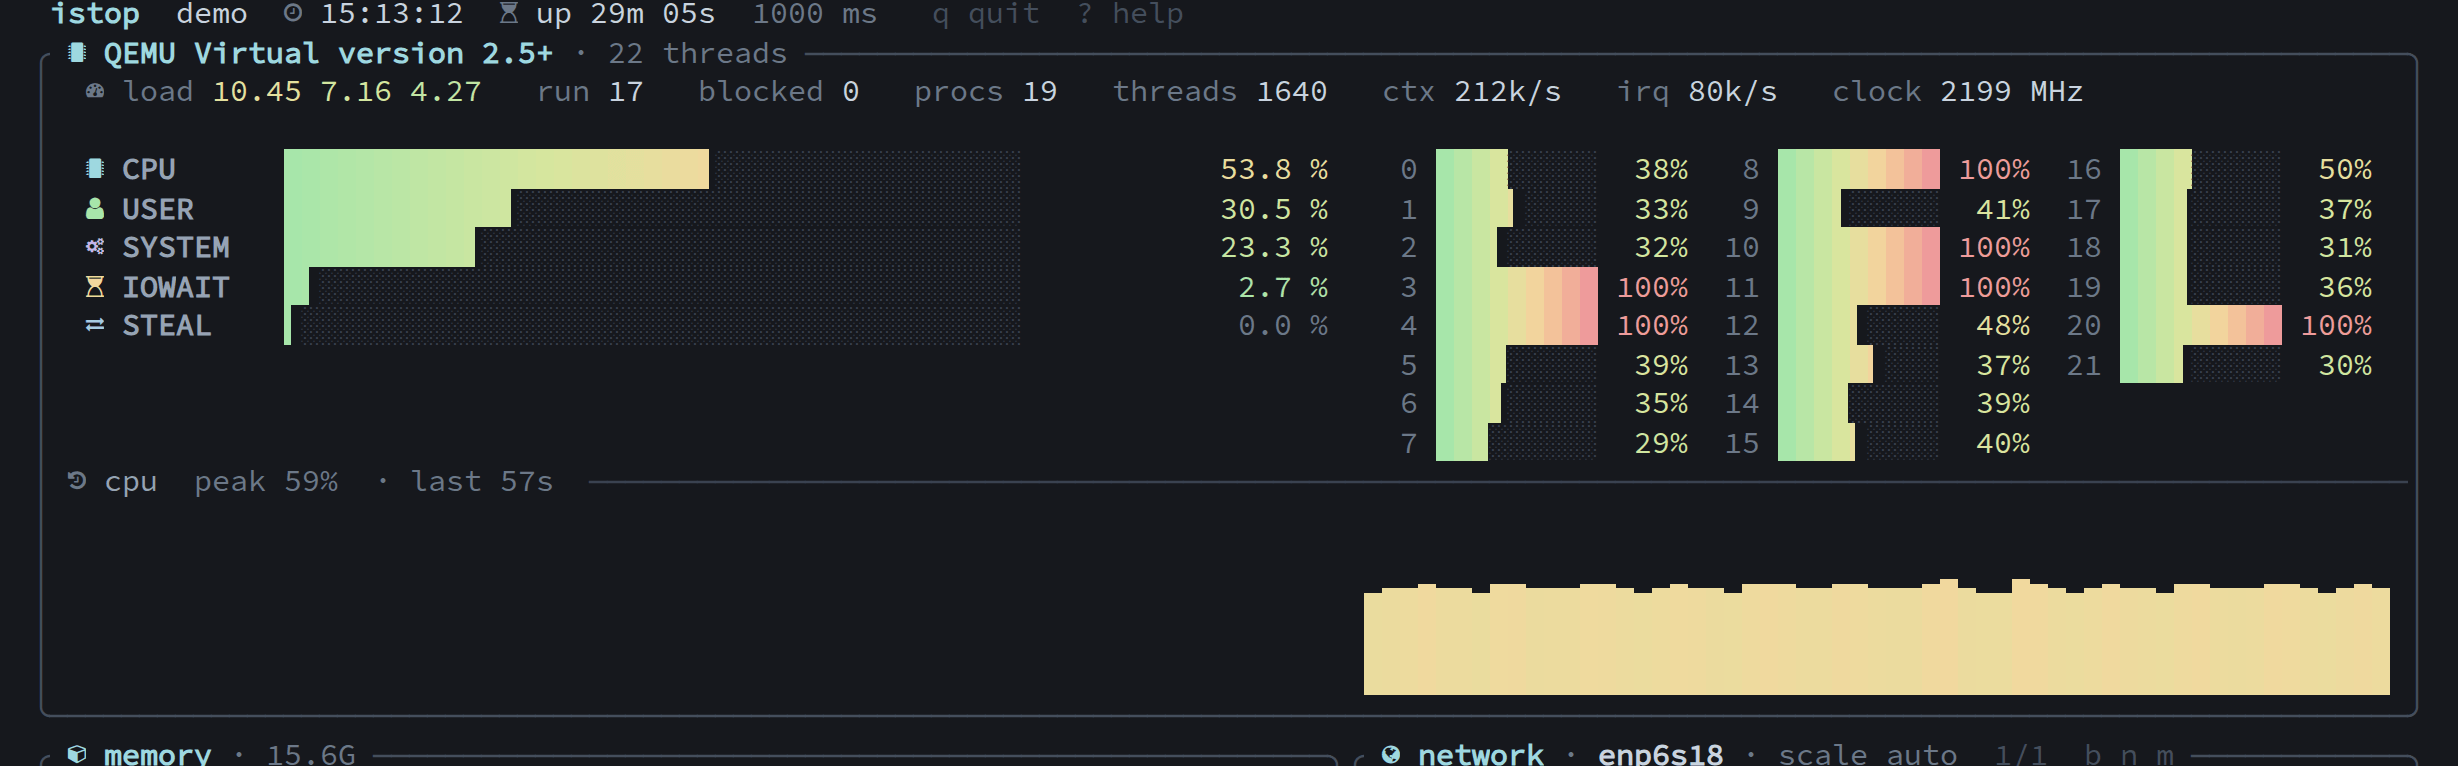 istop demo 15:13:12 up 29m 05s 1000 ms q quit ? help
QEMU Virtual version 2.5+ · 22 threads
load 10.45 7.16 4.27 run 17 blocked 0 procs 19 threads 1640 ctx 212k/s irq 80k/s clock 2199 MHz
CPU 53.8 % 0 38% 8 100% 16 50%
USER 30.5 % 1 33% 9 41% 17 37%
SYSTEM 23.3 % 2 32% 10 100% 18 31%
IOWAIT 2.7 % 3 100% 11 100% 19 36%
STEAL 0.0 % 4 100% 12 48% 20 100%
5 39% 13 37% 21 30%
6 35% 14 39%
7 29% 15 40%
cpu peak 59% · last 57s
memory · 15.6G network · enp6s18 · scale auto 1/1 b n m